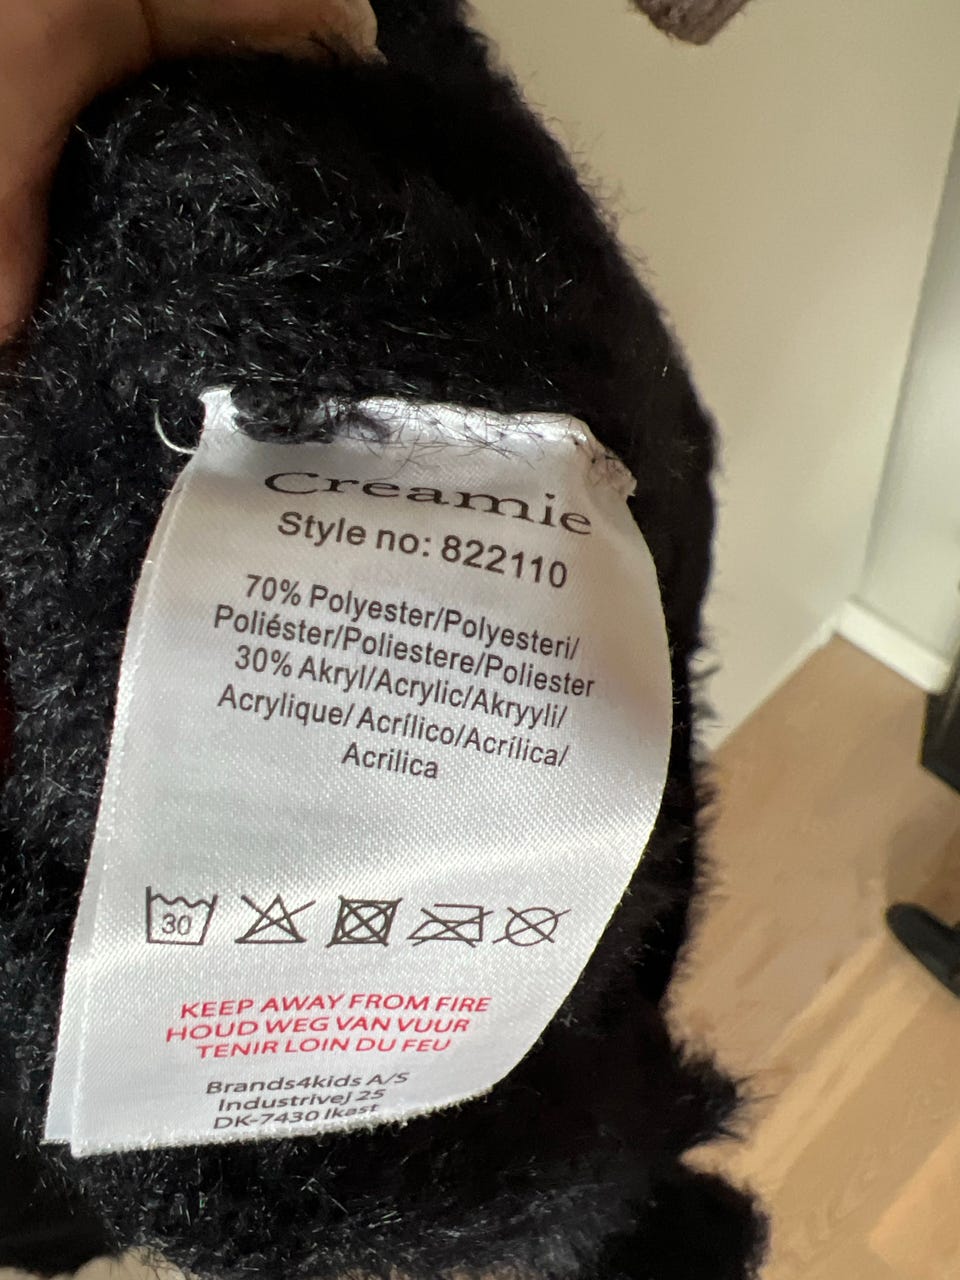 Creamie
Style no: 822110
70% Polyester/Polyesteri/
Poliéster/Poliestere/Poliester
30% Akryl/Acrylic/Akryyli/
Acrylique/Acrílico/Acrílica/
Acrilica
30
KEEP AWAY FROM FIRE
HOUD WEG VAN VUUR
TENIR LOIN DU FEU
Brands4kids A/S
Industrivej 25
DK-7430 Ikast